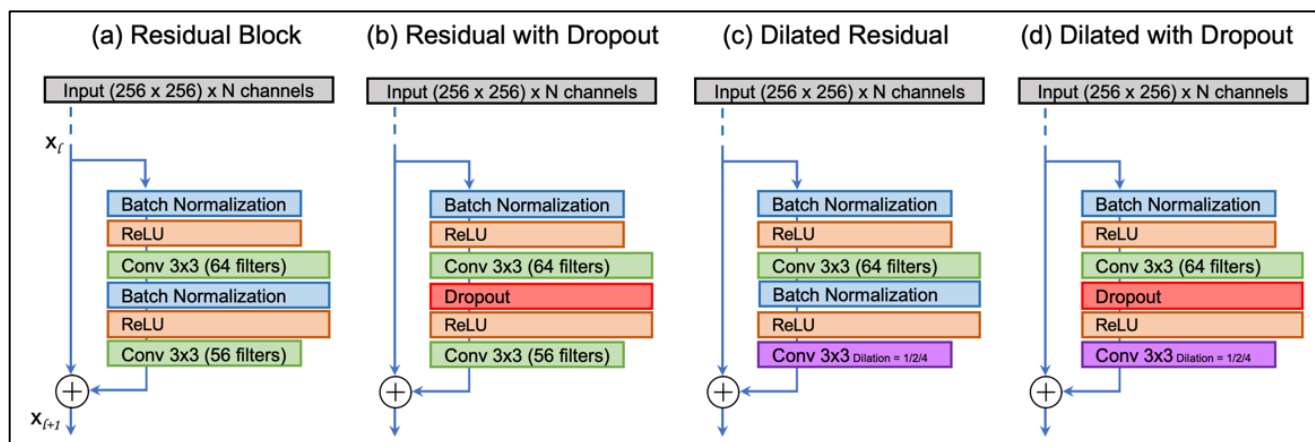 (a) Residual Block
Input (256 x 256) x N channels
xℓ
Batch Normalization
ReLU
Conv 3x3 (64 filters)
Batch Normalization
ReLU
Conv 3x3 (56 filters)
+
xℓ+1
(b) Residual with Dropout
Input (256 x 256) x N channels
Batch Normalization
ReLU
Conv 3x3 (64 filters)
Dropout
ReLU
Conv 3x3 (56 filters)
+
(c) Dilated Residual
Input (256 x 256) x N channels
Batch Normalization
ReLU
Conv 3x3 (64 filters)
Batch Normalization
ReLU
Conv 3x3 Dilation = 1/2/4
+
(d) Dilated with Dropout
Input (256 x 256) x N channels
Batch Normalization
ReLU
Conv 3x3 (64 filters)
Dropout
ReLU
Conv 3x3 Dilation = 1/2/4
+